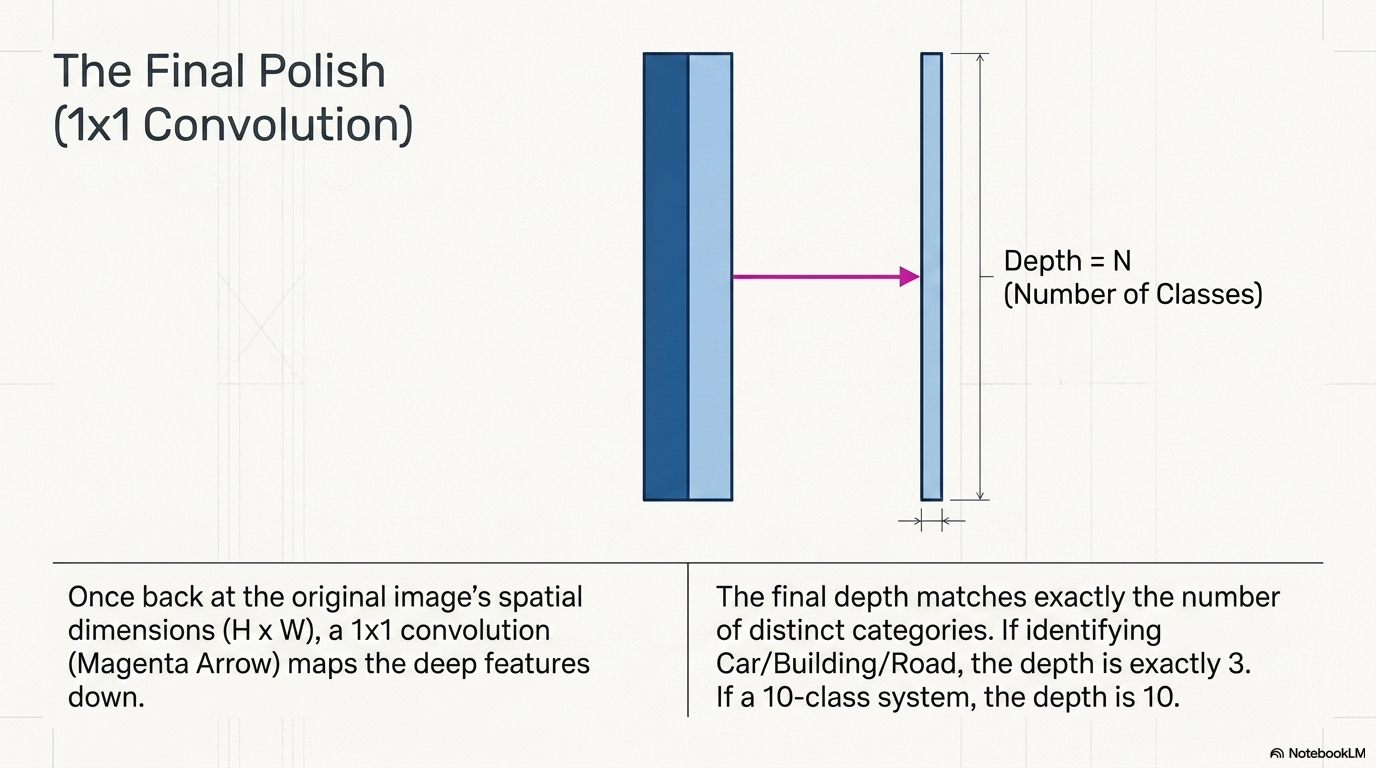 The Final Polish
(1x1 Convolution)
Depth = N
(Number of Classes)
Once back at the original image’s spatial
dimensions (H x W), a 1x1 convolution
(Magenta Arrow) maps the deep features
down.
The final depth matches exactly the number
of distinct categories. If identifying
Car/Building/Road, the depth is exactly 3.
If a 10-class system, the depth is 10.
NotebookLM